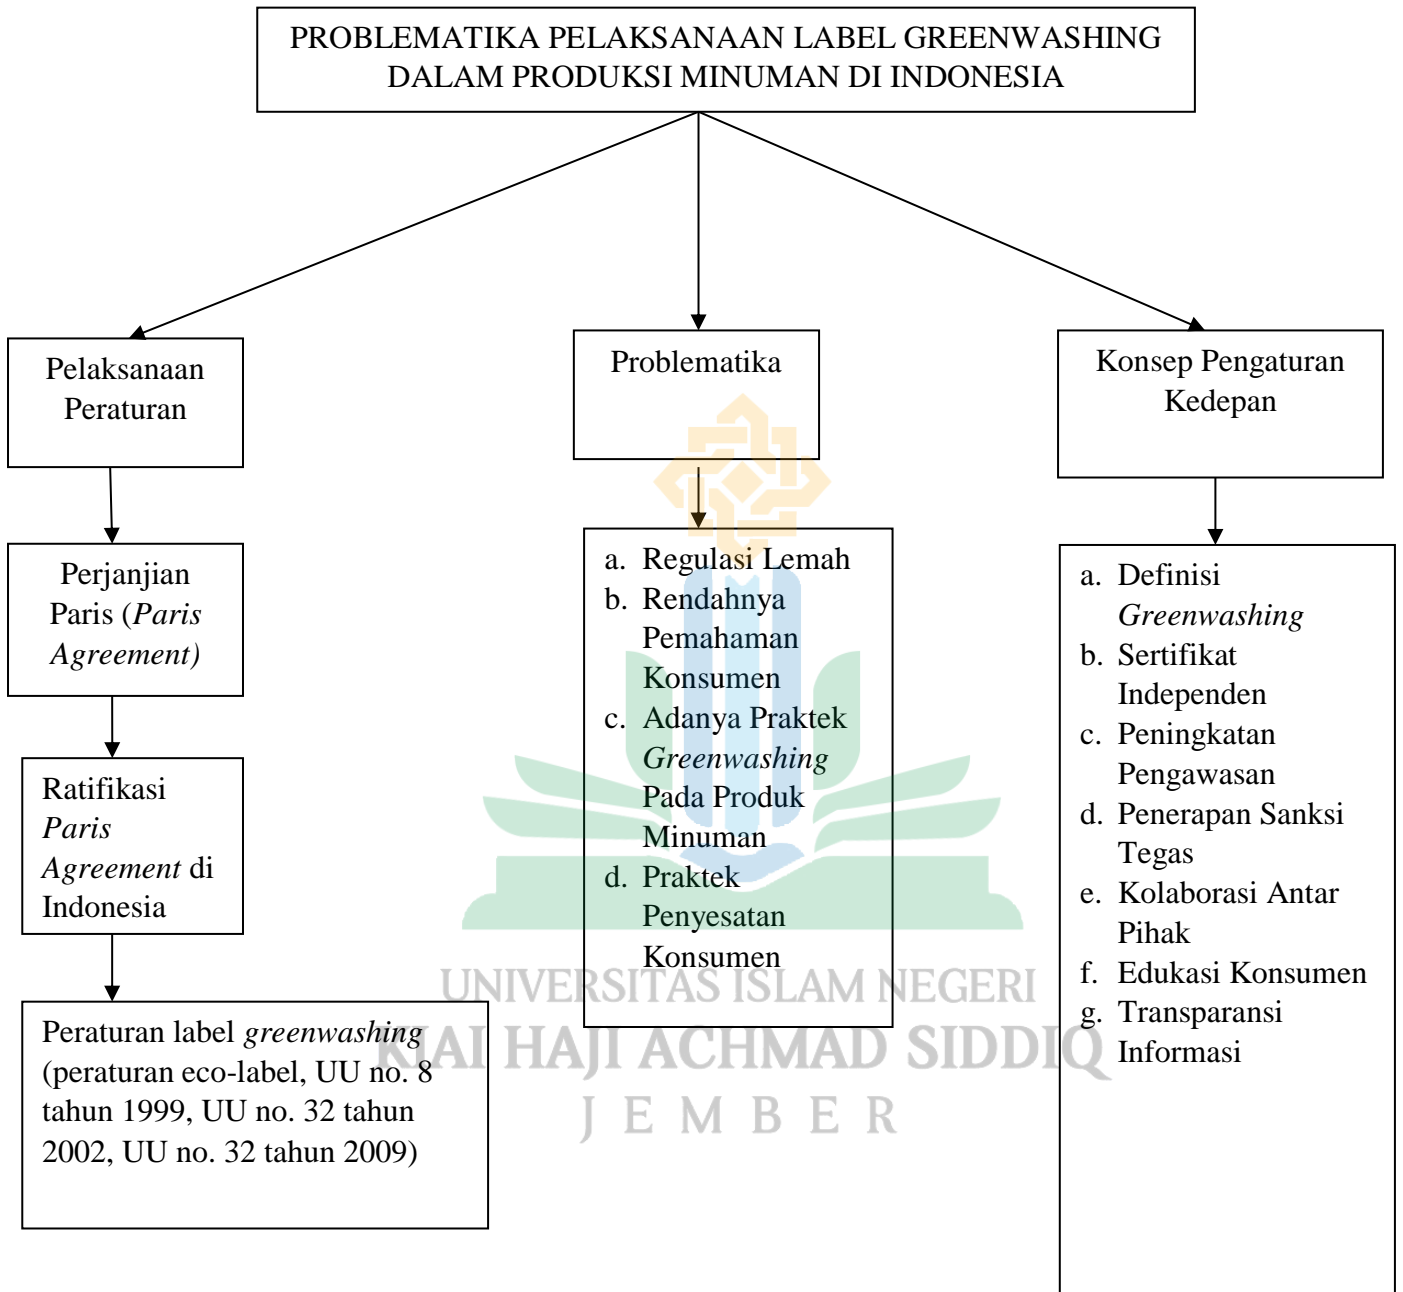 PROBLEMATIKA PELAKSANAAN LABEL GREENWASHING
DALAM PRODUKSI MINUMAN DI INDONESIA
Pelaksanaan
Peraturan
Perjanjian
Paris (Paris
Agreement)
Ratifikasi
Paris
Agreement di
Indonesia
Peraturan label greenwashing
(peraturan eco-label, UU no. 8
tahun 1999, UU no. 32 tahun
2002, UU no. 32 tahun 2009)
Problematika
a. Regulasi Lemah
b. Rendahnya
Pemahaman
Konsumen
c. Adanya Praktek
Greenwashing
Pada Produk
Minuman
d. Praktek
Penyesatan
Konsumen
Konsep Pengaturan
Kedepan
a. Definisi
Greenwashing
b. Sertifikat
Independen
c. Peningkatan
Pengawasan
d. Penerapan Sanksi
Tegas
e. Kolaborasi Antar
Pihak
f. Edukasi Konsumen
g. Transparansi
Informasi
UNIVERSITAS ISLAM NEGERI
KIAI HAJI ACHMAD SIDDIQ
JEMBER